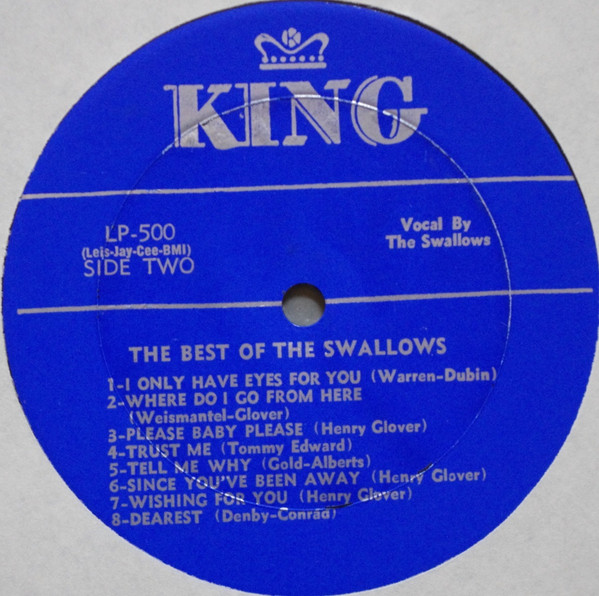 KING
LP-500
(Leis-Jay-Cee-BMI)
SIDE TWO
Vocal By
The Swallows
THE BEST OF THE SWALLOWS
1-I ONLY HAVE EYES FOR YOU (Warren-Dubin)
2-WHERE DO I GO FROM HERE
(Weismantel-Glover)
3-PLEASE BABY PLEASE (Henry Glover)
4-TRUST ME (Tommy Edward)
5-TELL ME WHY (Gold-Alberts)
6-SINCE YOU'VE BEEN AWAY (Henry Glover)
7-WISHING FOR YOU (Henry Glover)
8-DEAREST (Denby-Conrad)